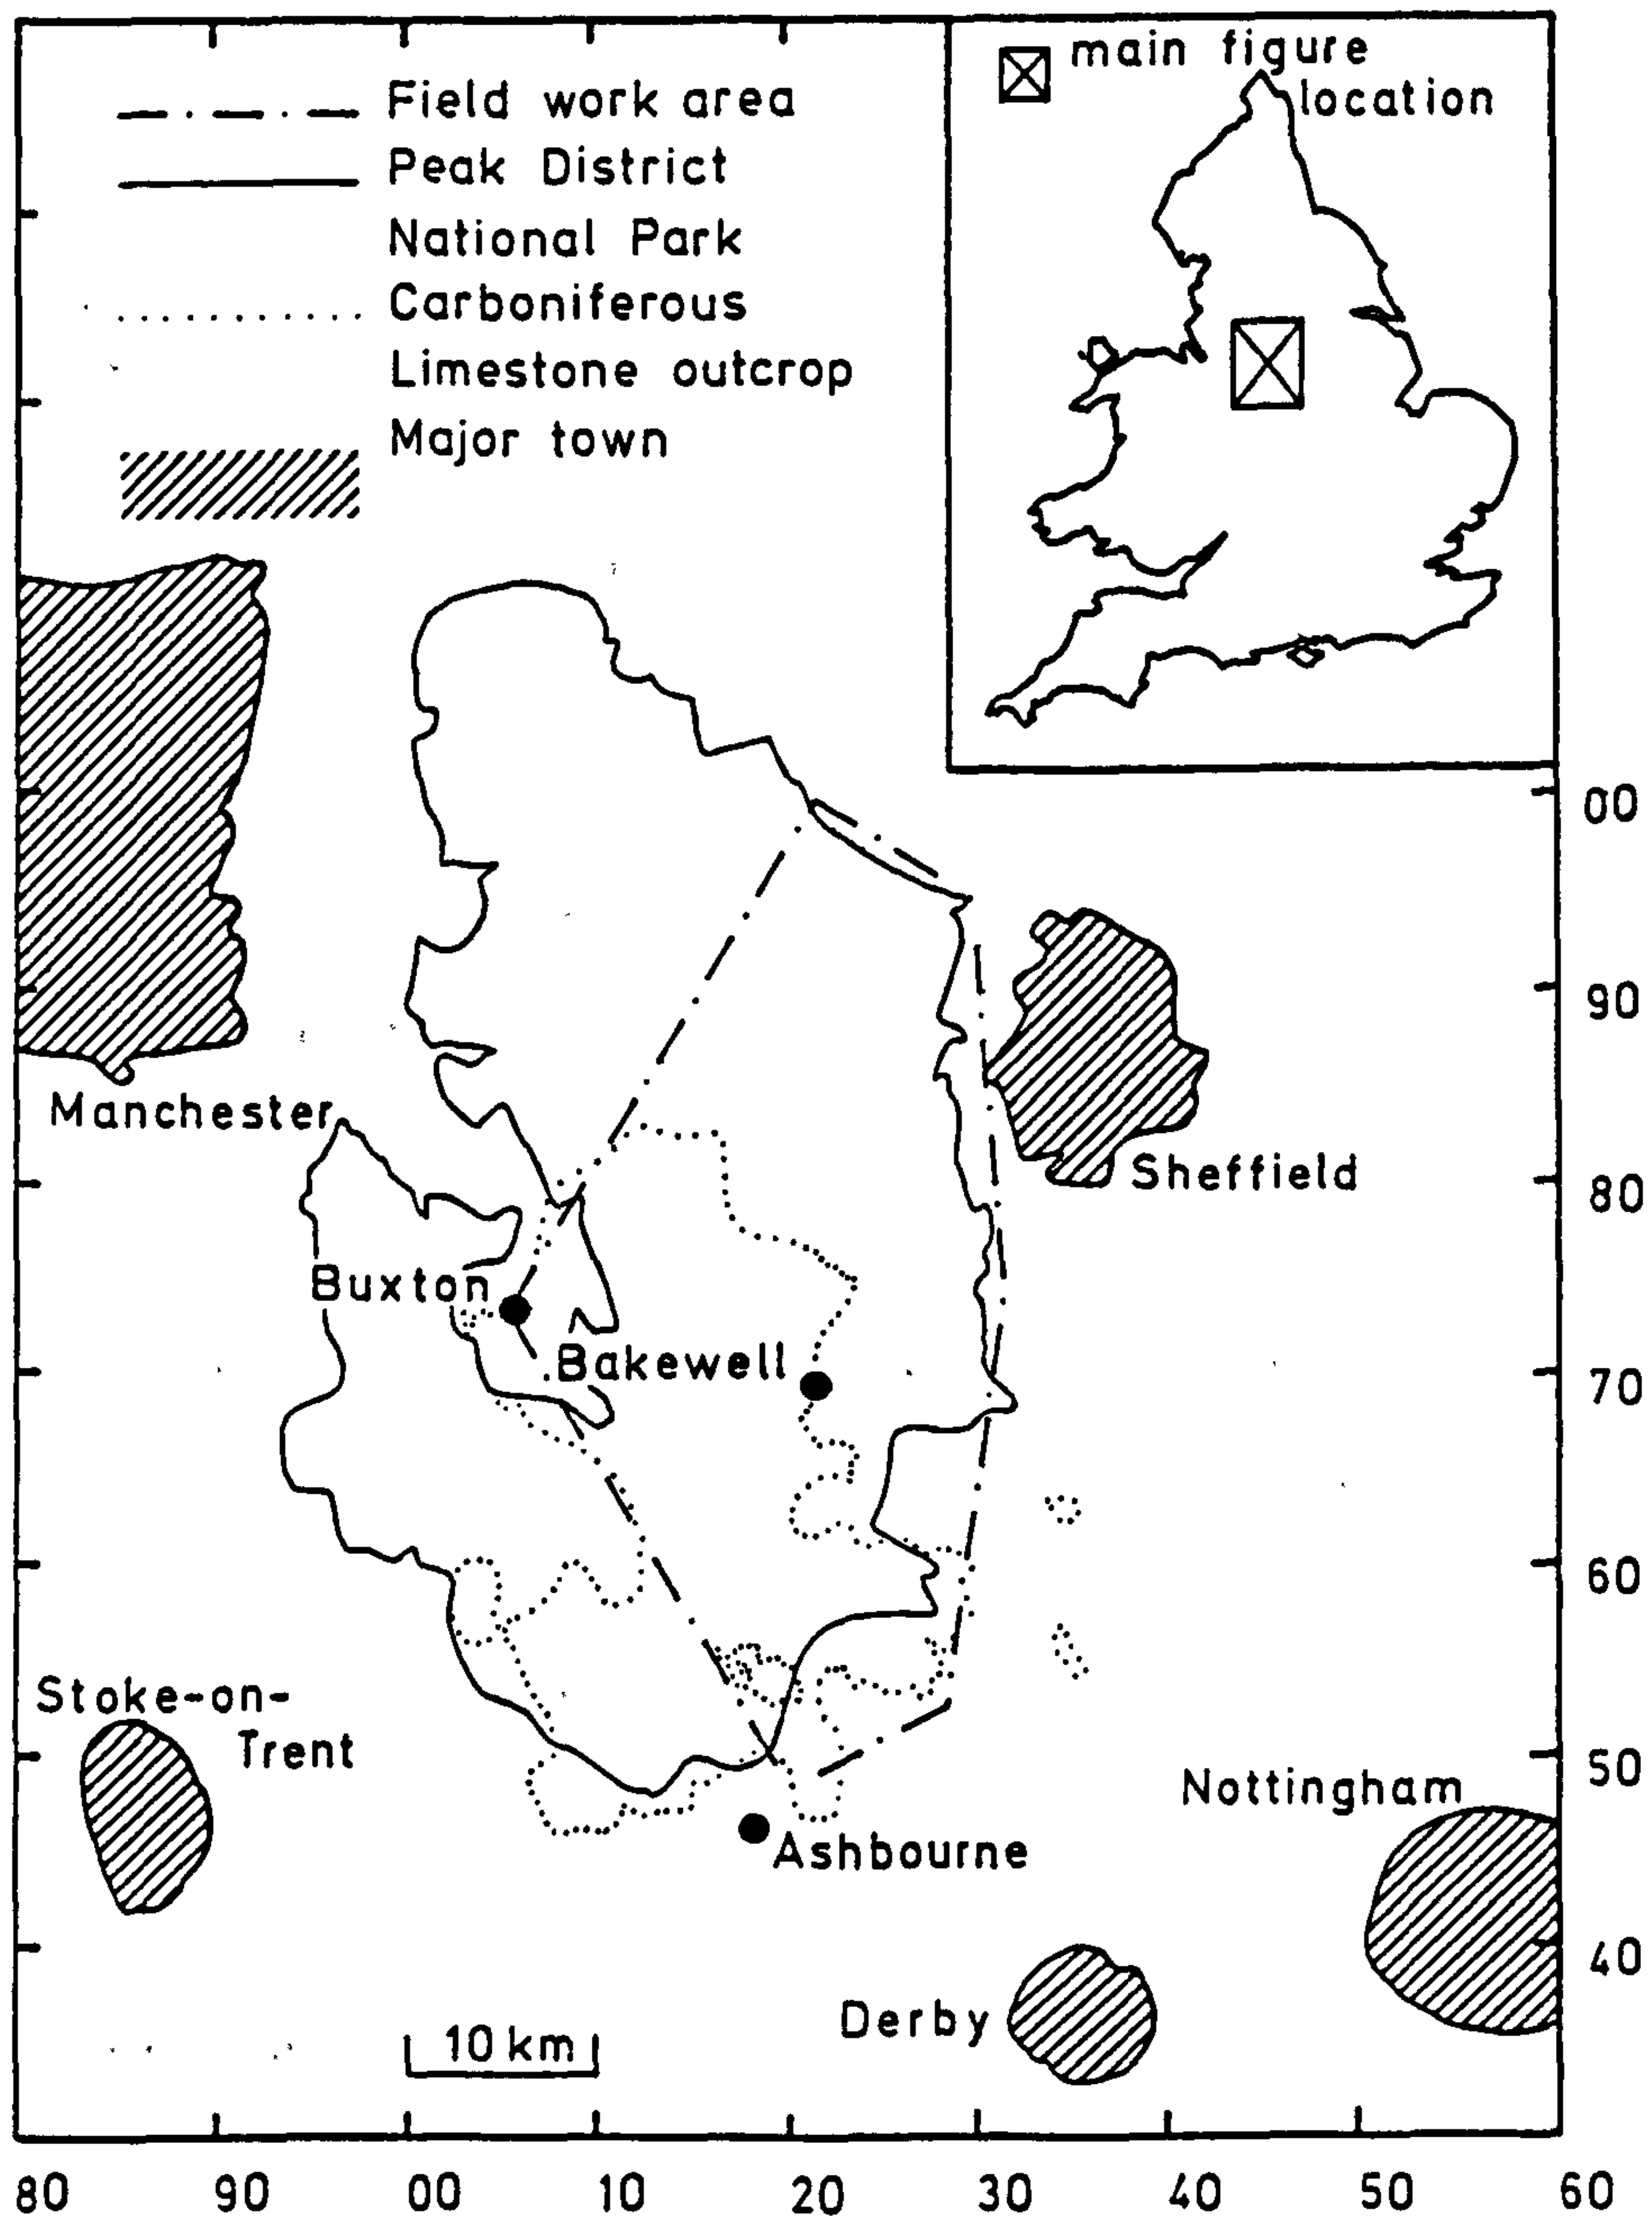 Field work area
Peak District
National Park
Carboniferous
Limestone outcrop
Major town
main figure
location
Manchester
Sheffield
Buxton
Bakewell
Stoke-on-
Trent
Ashbourne
Nottingham
Derby
10 km
00
90
80
70
60
50
40
80 90 00 10 20 30 40 50 60